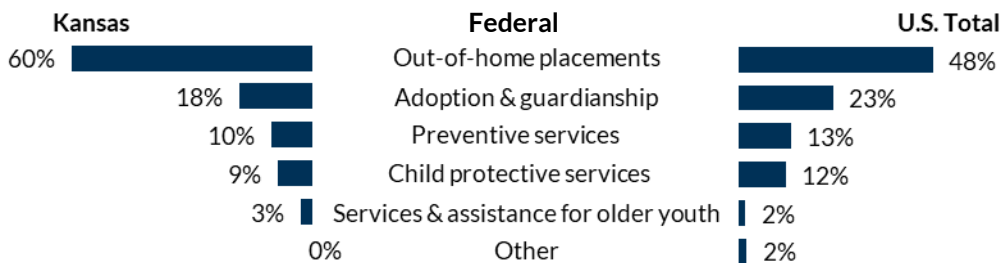 Kansas Federal U.S. Total
60% Out-of-home placements 48%
18% Adoption & guardianship 23%
10% Preventive services 13%
9% Child protective services 12%
3% Services & assistance for older youth 2%
0% Other 2%